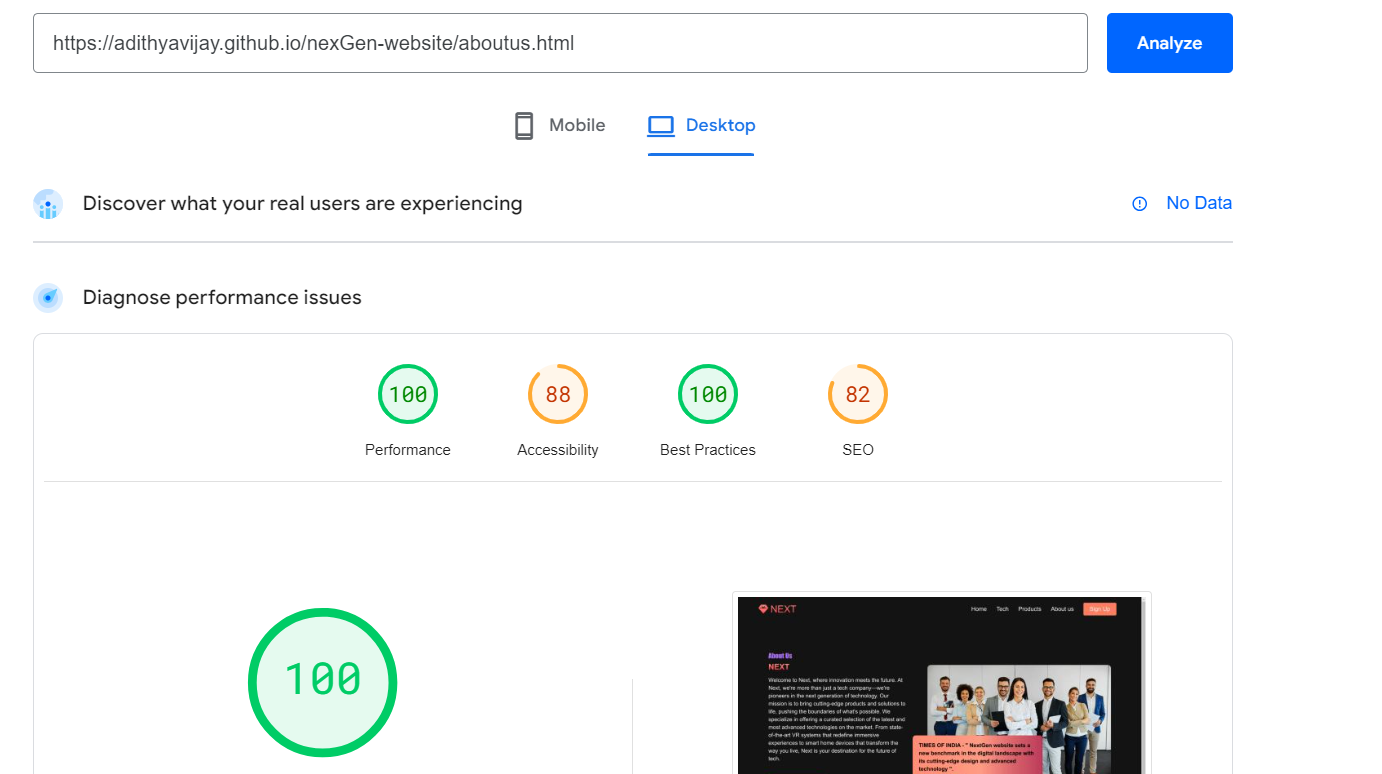 https://adithyavijay.github.io/nexGen-website/aboutus.html
Analyze
Mobile
Desktop
Discover what your real users are experiencing
No Data
Diagnose performance issues
100
88
100
82
Performance
Accessibility
Best Practices
SEO
100
NEXT
Home
Tech
Products
About us
Sign Up
About Us
NEXT
Welcome to Next, where innovation meets the future. At
Next, we're more than just a tech company—we're
pioneers in the next generation of technology. Our
mission is to bring cutting-edge products and solutions to
life, pushing the boundaries of what's possible. We
specialize in offering a curated selection of the latest and
most advanced technologies on the market. From state-
of-the-art VR systems that redefine immersive
experiences to smart home devices that transform the
way you live, Next is your destination for the future of
tech.
TIMES OF INDIA - " NextGen website sets a
new benchmark in the digital landscape with
its cutting-edge design and advanced
technology ".